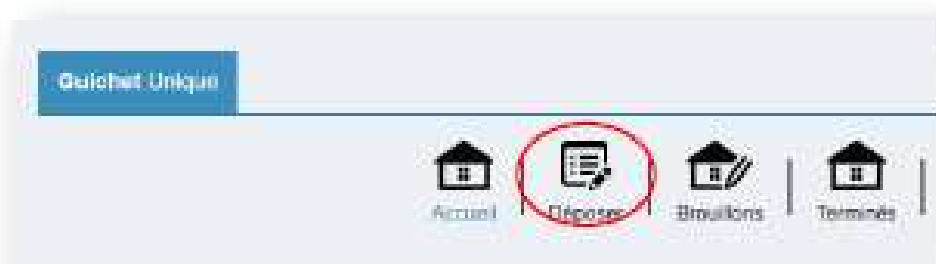 Guichet Unique
Accueil
Déposer
Brouillons
Terminés